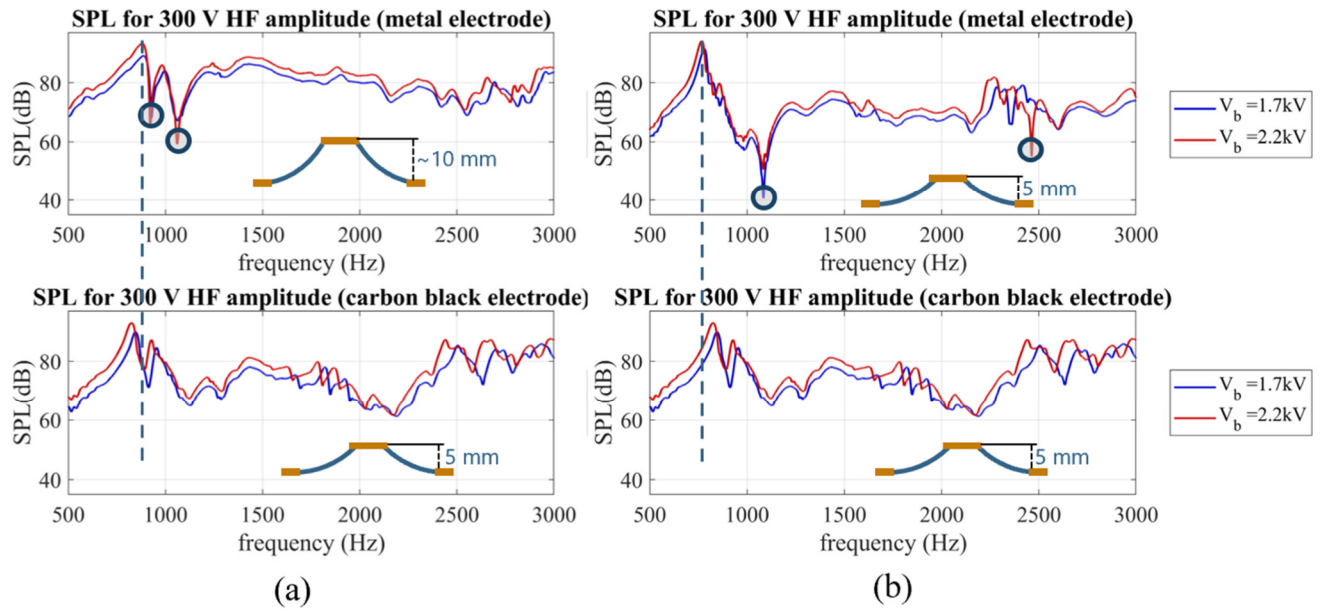 SPL for 300 V HF amplitude (metal electrode)
SPL(dB)
80
60
40
~10 mm
500 1000 1500 2000 2500 3000
frequency (Hz)
SPL for 300 V HF amplitude (metal electrode)
SPL(dB)
80
60
40
5 mm
500 1000 1500 2000 2500 3000
frequency (Hz)
V_b =1.7kV
V_b =2.2kV
SPL for 300 V HF amplitude (carbon black electrode)
SPL(dB)
80
60
40
5 mm
500 1000 1500 2000 2500 3000
frequency (Hz)
SPL for 300 V HF amplitude (carbon black electrode)
SPL(dB)
80
60
40
5 mm
500 1000 1500 2000 2500 3000
frequency (Hz)
V_b =1.7kV
V_b =2.2kV
(a)
(b)